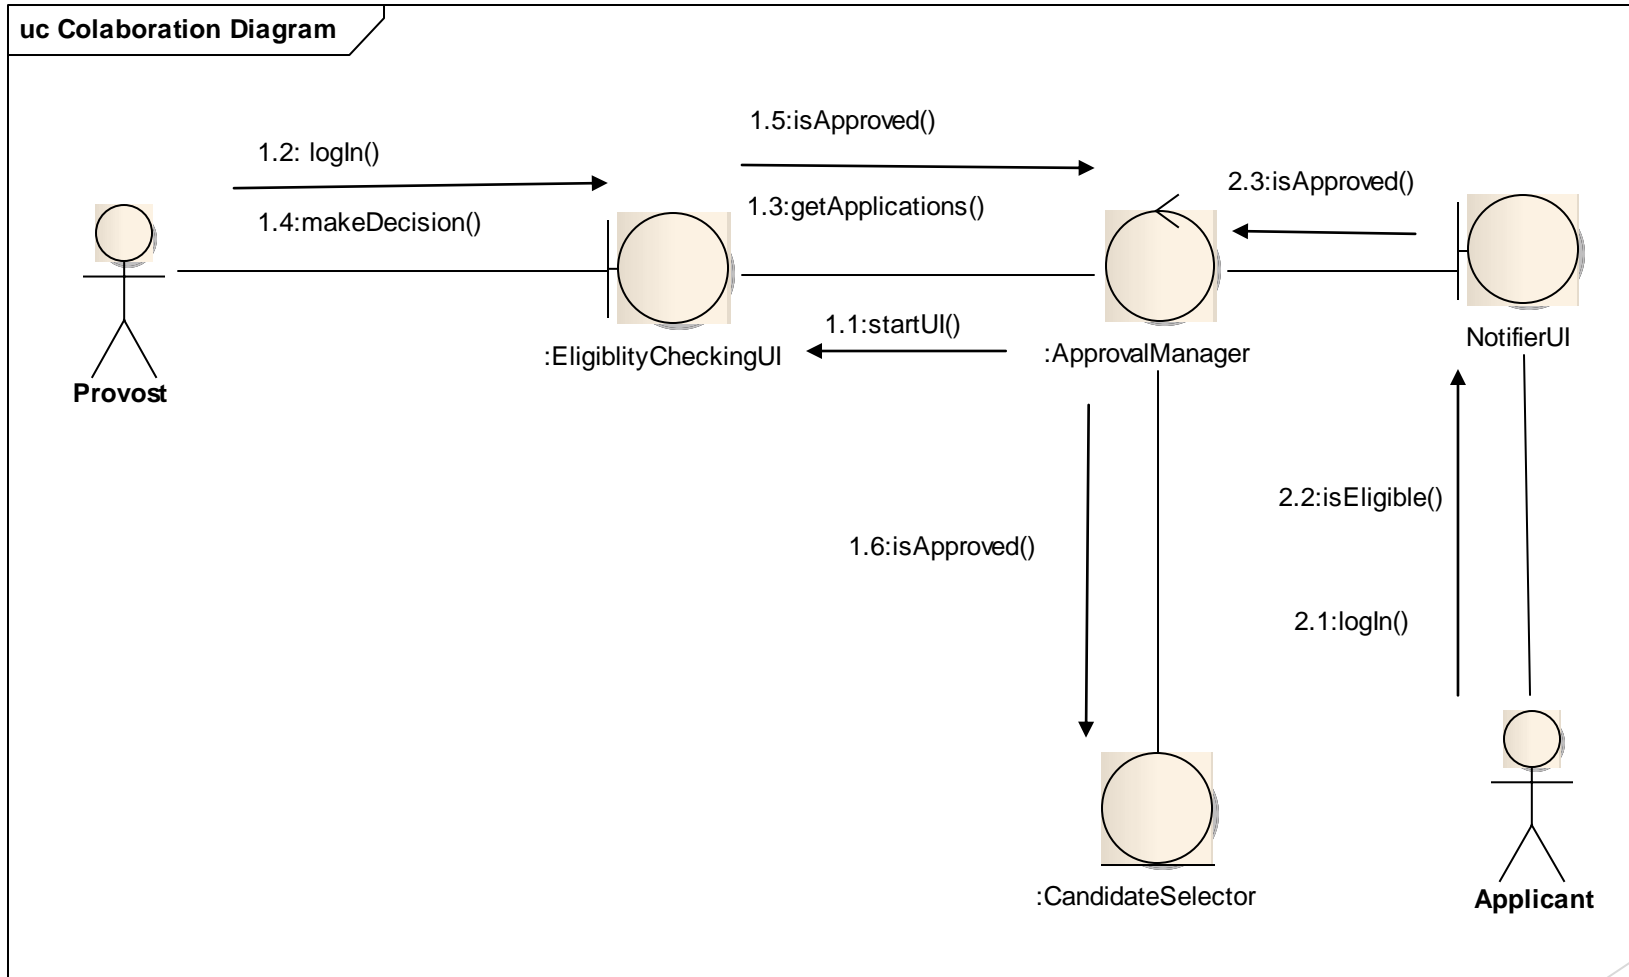 uc Colaboration Diagram
1.5:isApproved()
1.2: logIn()
2.3:isApproved()
1.3:getApplications()
1.4:makeDecision()
1.1:startUI()
NotifierUI
:EligiblityCheckingUI
:ApprovalManager
Provost
2.2:isEligible()
1.6:isApproved()
2.1:logIn()
:CandidateSelector
Applicant